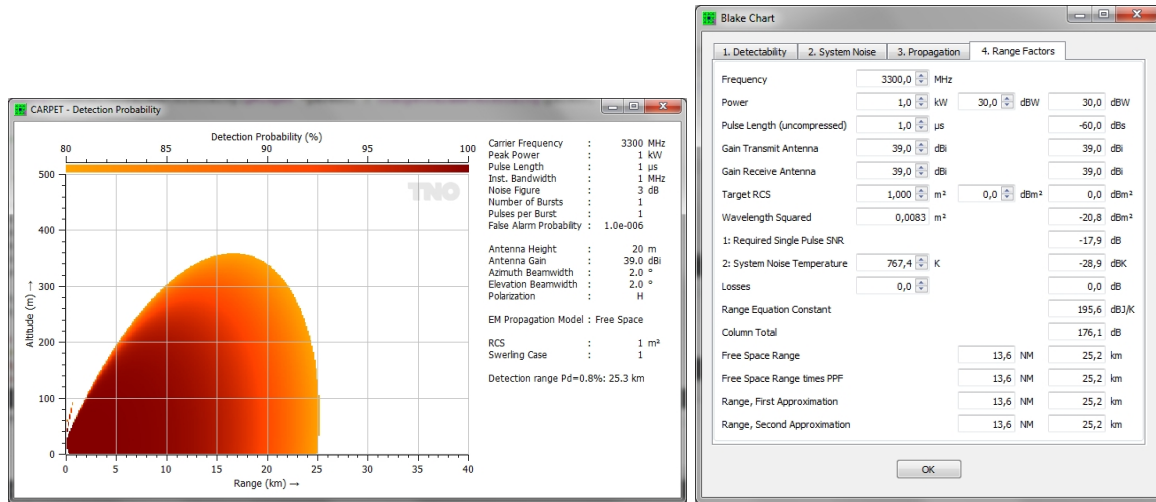 CARPET - Detection Probability
Detection Probability (%)
80 85 90 95 100
TNO
500
400
300
200
100
0
Altitude (m) →
0 5 10 15 20 25 30 35 40
Range (km) →
Carrier Frequency : 3300 MHz
Peak Power : 1 kW
Pulse Length : 1 µs
Inst. Bandwidth : 1 MHz
Noise Figure : 3 dB
Number of Bursts : 1
Pulses per Burst : 1
False Alarm Probability : 1.0e-006
Antenna Height : 20 m
Antenna Gain : 39.0 dBi
Azimuth Beamwidth : 2.0 °
Elevation Beamwidth : 2.0 °
Polarization : H
EM Propagation Model : Free Space
RCS : 1 m²
Swerling Case : 1
Detection range Pd=0.8%: 25.3 km
Blake Chart
1. Detectability 2. System Noise 3. Propagation 4. Range Factors
Frequency 3300,0 MHz
Power 1,0 kW 30,0 dBW 30,0 dBW
Pulse Length (uncompressed) 1,0 µs -60,0 dBs
Gain Transmit Antenna 39,0 dBi 39,0 dBi
Gain Receive Antenna 39,0 dBi 39,0 dBi
Target RCS 1,000 m² 0,0 dBm² 0,0 dBm²
Wavelength Squared 0,0083 m² -20,8 dBm²
1: Required Single Pulse SNR -17,9 dB
2: System Noise Temperature 767,4 K -28,9 dBK
Losses 0,0 0,0 dB
Range Equation Constant 195,6 dBJ/K
Column Total 176,1 dB
Free Space Range 13,6 NM 25,2 km
Free Space Range times PPF 13,6 NM 25,2 km
Range, First Approximation 13,6 NM 25,2 km
Range, Second Approximation 13,6 NM 25,2 km
OK